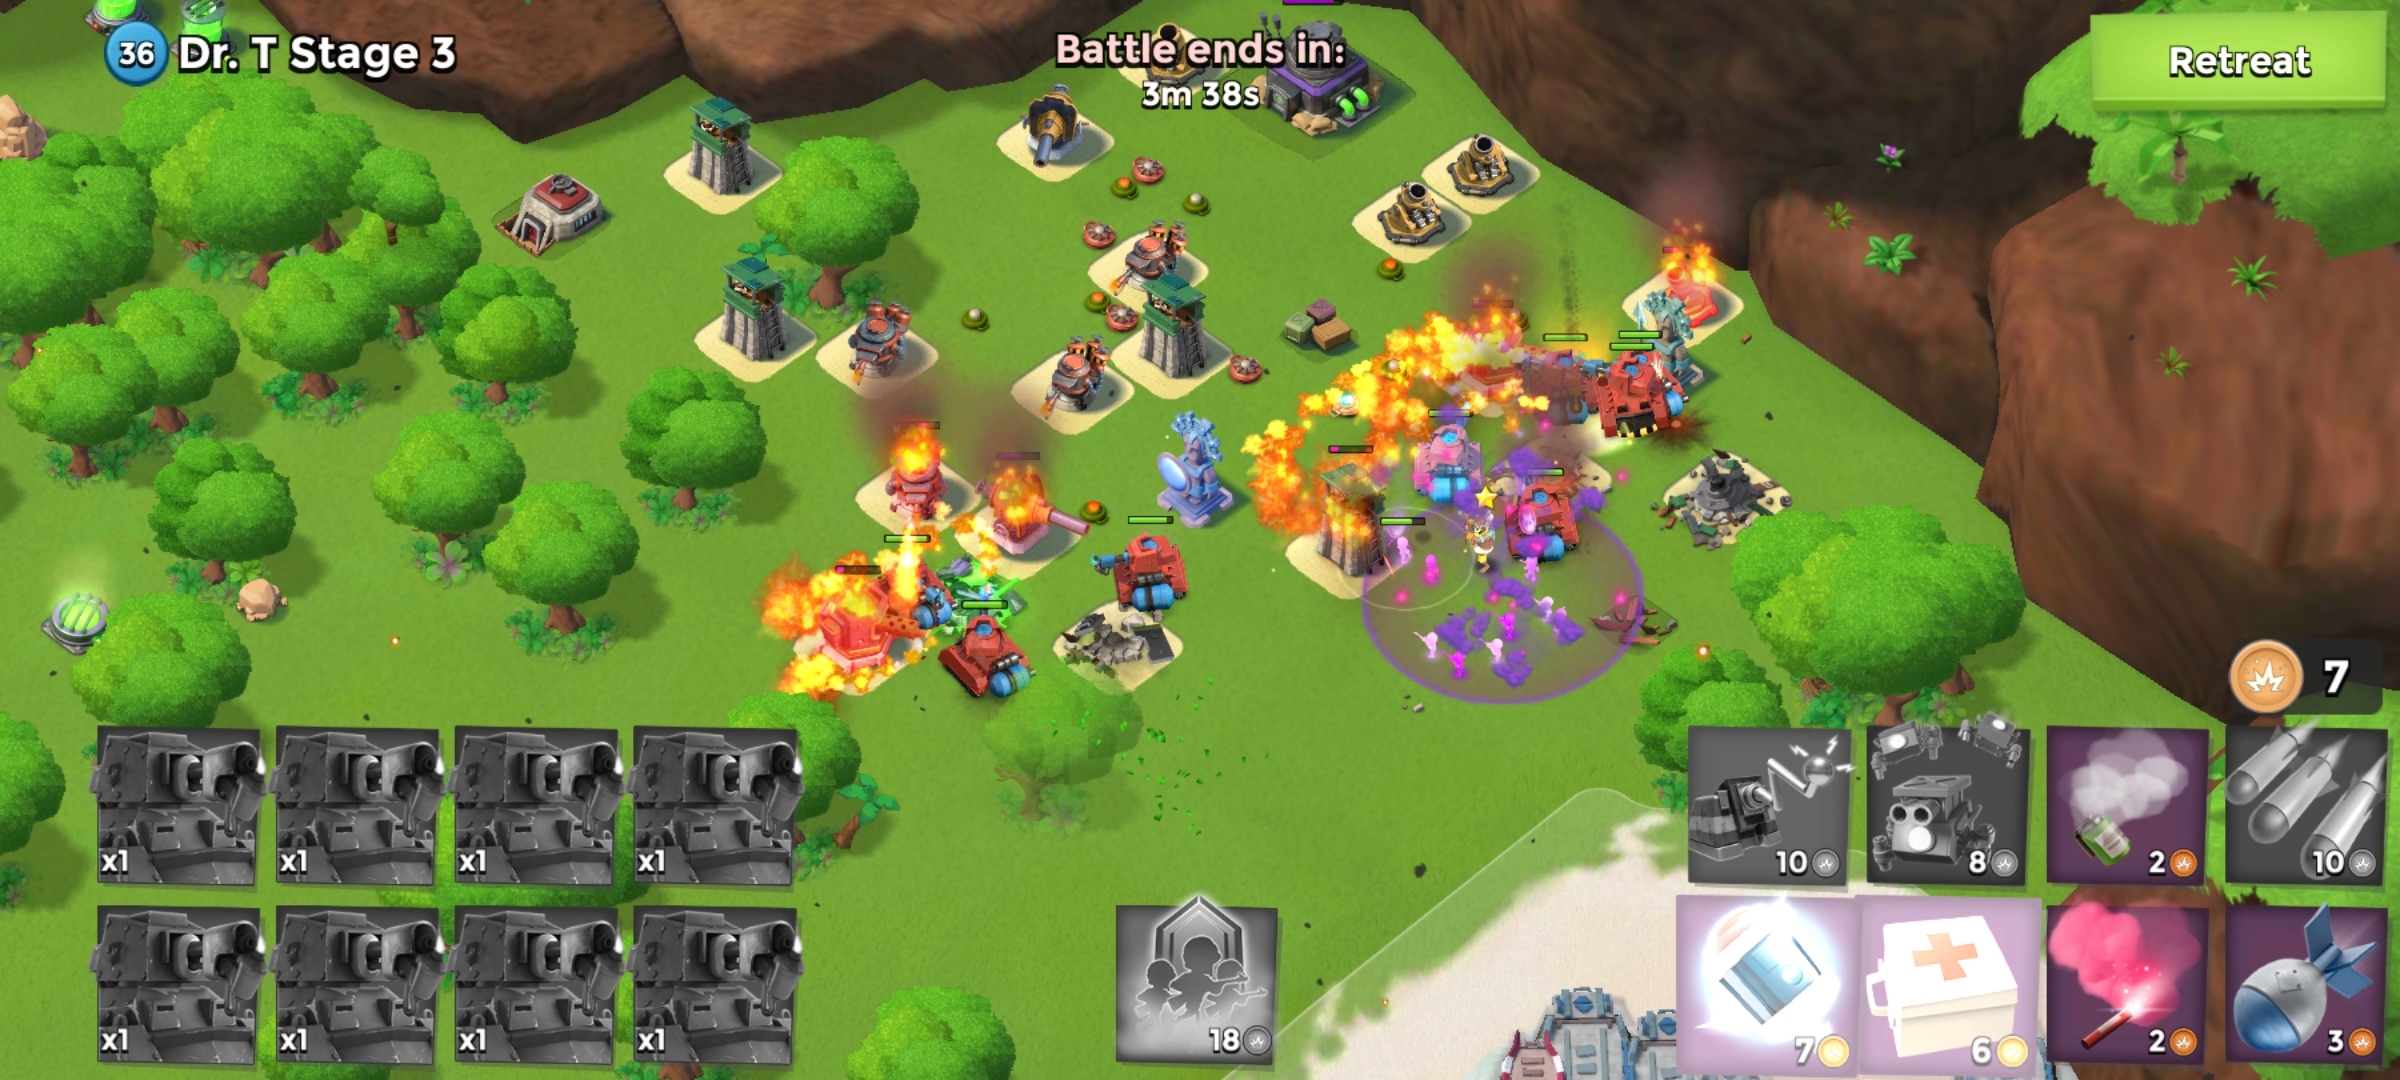 36 Dr. T Stage 3
Battle ends in:
3m 38s
Retreat
7
x1 x1 x1 x1
10 8 2 10
x1 x1 x1 x1
18
7 6 2 3